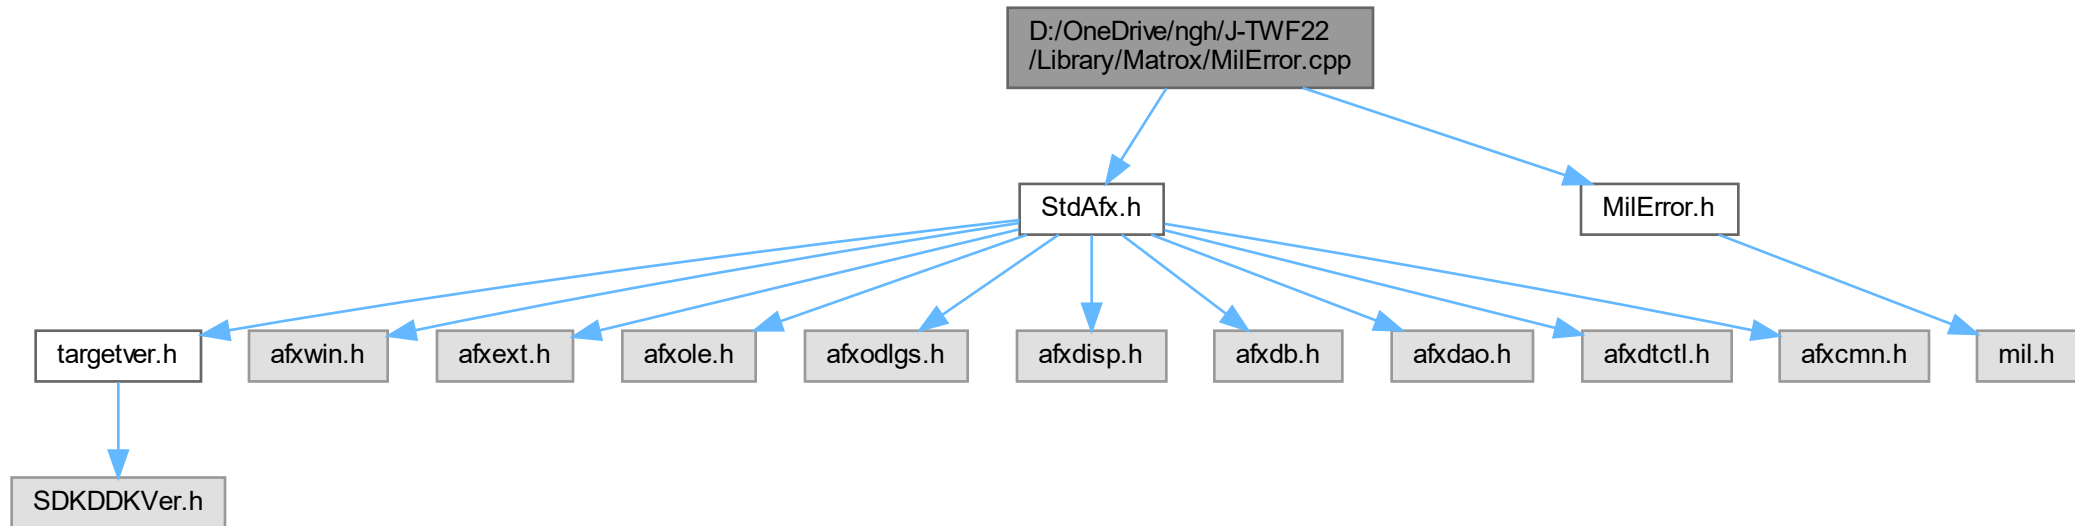 D:/OneDrive/ngh/J-TWF22
/Library/Matrox/MilError.cpp
StdAfx.h
MilError.h
targetver.h
afxwin.h
afxext.h
afxole.h
afxodlgs.h
afxdisp.h
afxdb.h
afxdao.h
afxdtctl.h
afxcmn.h
mil.h
SDKDDKVer.h